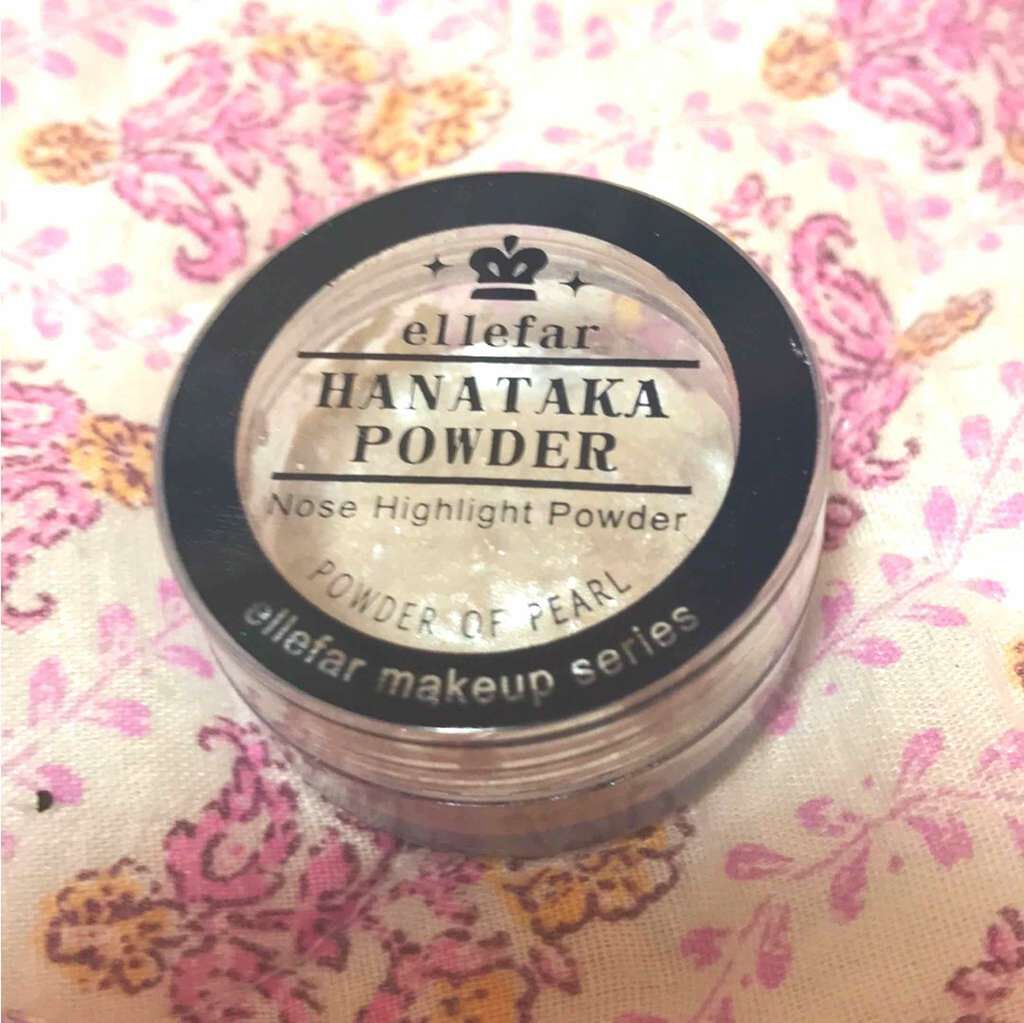 ellefar
HANATAKA
POWDER
Nose Highlight Powder
POWDER OF PEARL
ellefar makeup series